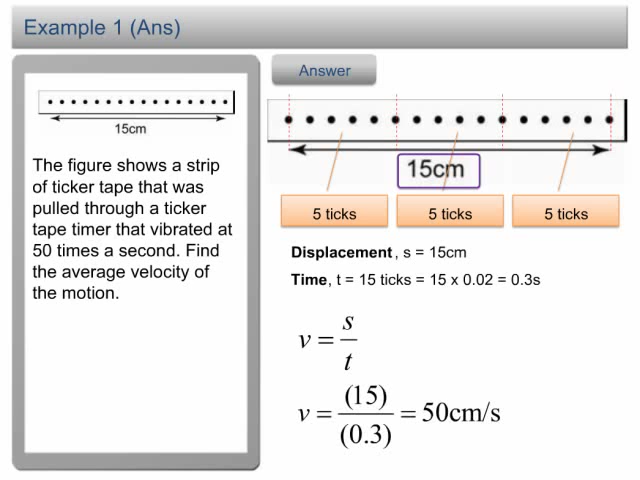 Example 1 (Ans)
15cm
The figure shows a strip
of ticker tape that was
pulled through a ticker
tape timer that vibrated at
50 times a second. Find
the average velocity of
the motion.
Answer
15cm
5 ticks 5 ticks 5 ticks
Displacement, s = 15cm
Time, t = 15 ticks = 15 x 0.02 = 0.3s
v = s/t
v = (15)/(0.3) = 50cm/s